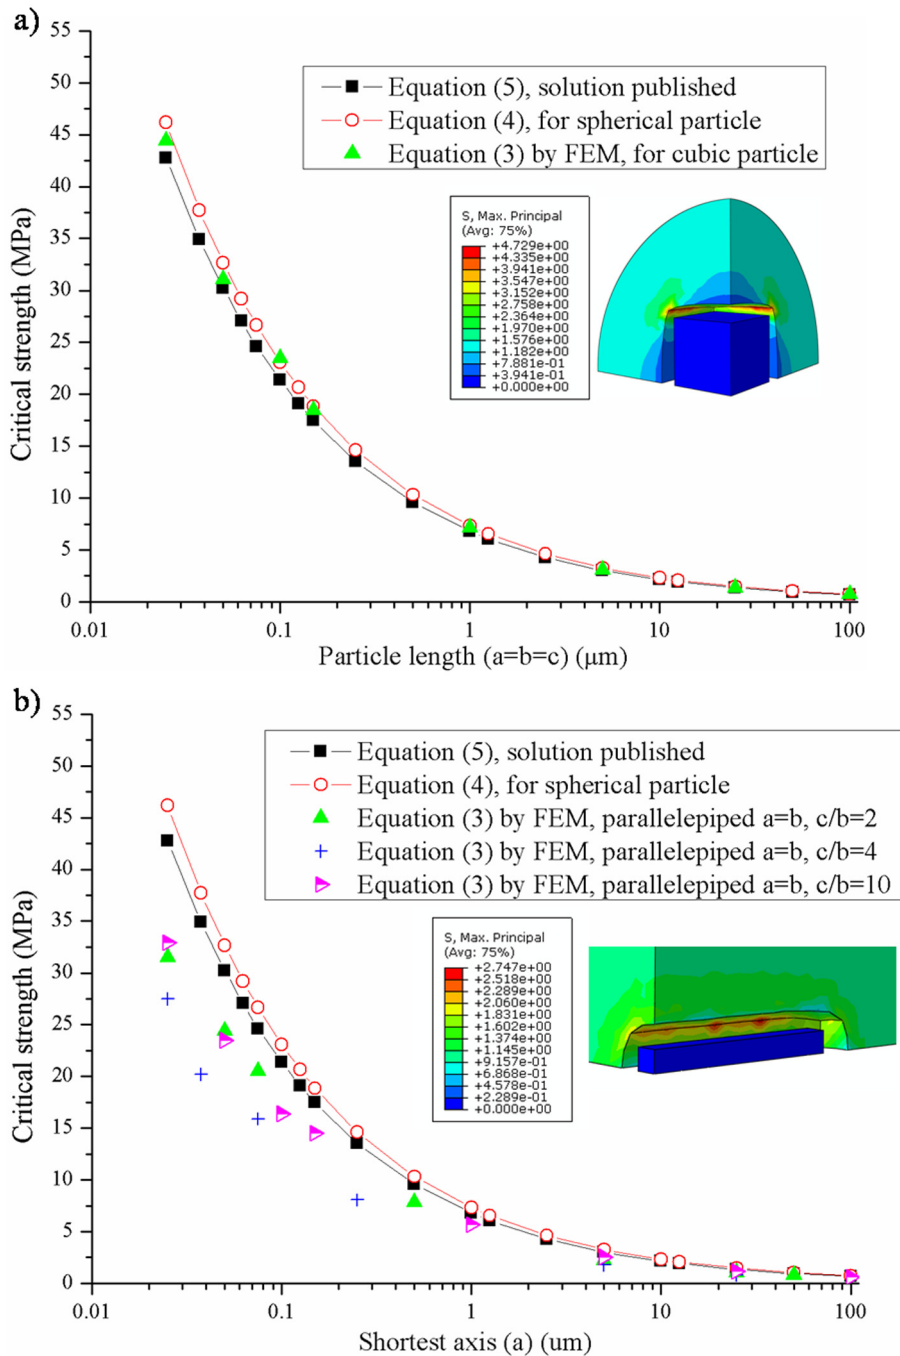 a)
55
50
45
40
35
30
25
20
15
10
5
0
Critical strength (MPa)
Equation (5), solution published
Equation (4), for spherical particle
Equation (3) by FEM, for cubic particle
S, Max. Principal
(Avg: 75%)
+4.729e+00
+4.335e+00
+3.941e+00
+3.547e+00
+3.152e+00
+2.758e+00
+2.364e+00
+1.970e+00
+1.576e+00
+1.182e+00
+7.881e-01
+3.941e-01
+0.000e+00
0.01 0.1 1 10 100
Particle length (a=b=c) (μm)
b)
55
50
45
40
35
30
25
20
15
10
5
0
Critical strength (MPa)
Equation (5), solution published
Equation (4), for spherical particle
Equation (3) by FEM, parallelepiped a=b, c/b=2
Equation (3) by FEM, parallelepiped a=b, c/b=4
Equation (3) by FEM, parallelepiped a=b, c/b=10
S, Max. Principal
(Avg: 75%)
+2.747e+00
+2.518e+00
+2.289e+00
+2.060e+00
+1.831e+00
+1.602e+00
+1.374e+00
+1.145e+00
+9.157e-01
+6.868e-01
+4.578e-01
+2.289e-01
+0.000e+00
0.01 0.1 1 10 100
Shortest axis (a) (um)